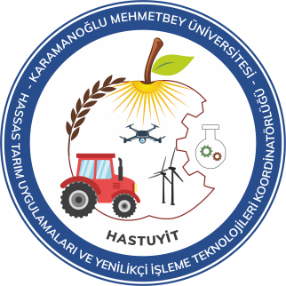 - KARAMANOĞLU MEHMETBEY ÜNİVERSİTESİ -
HASSAS TARIM UYGULAMALARI VE YENİLİKÇİ İŞLEME TEKNOLOJİLERİ KOORDİNATÖRLÜĞÜ
HASTUYİT